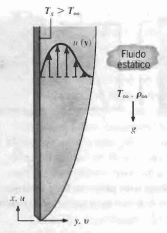 Tₛ > T∞
u (y)
Fluido
estático
T∞ , ρ∞
g
x, u
y, υ